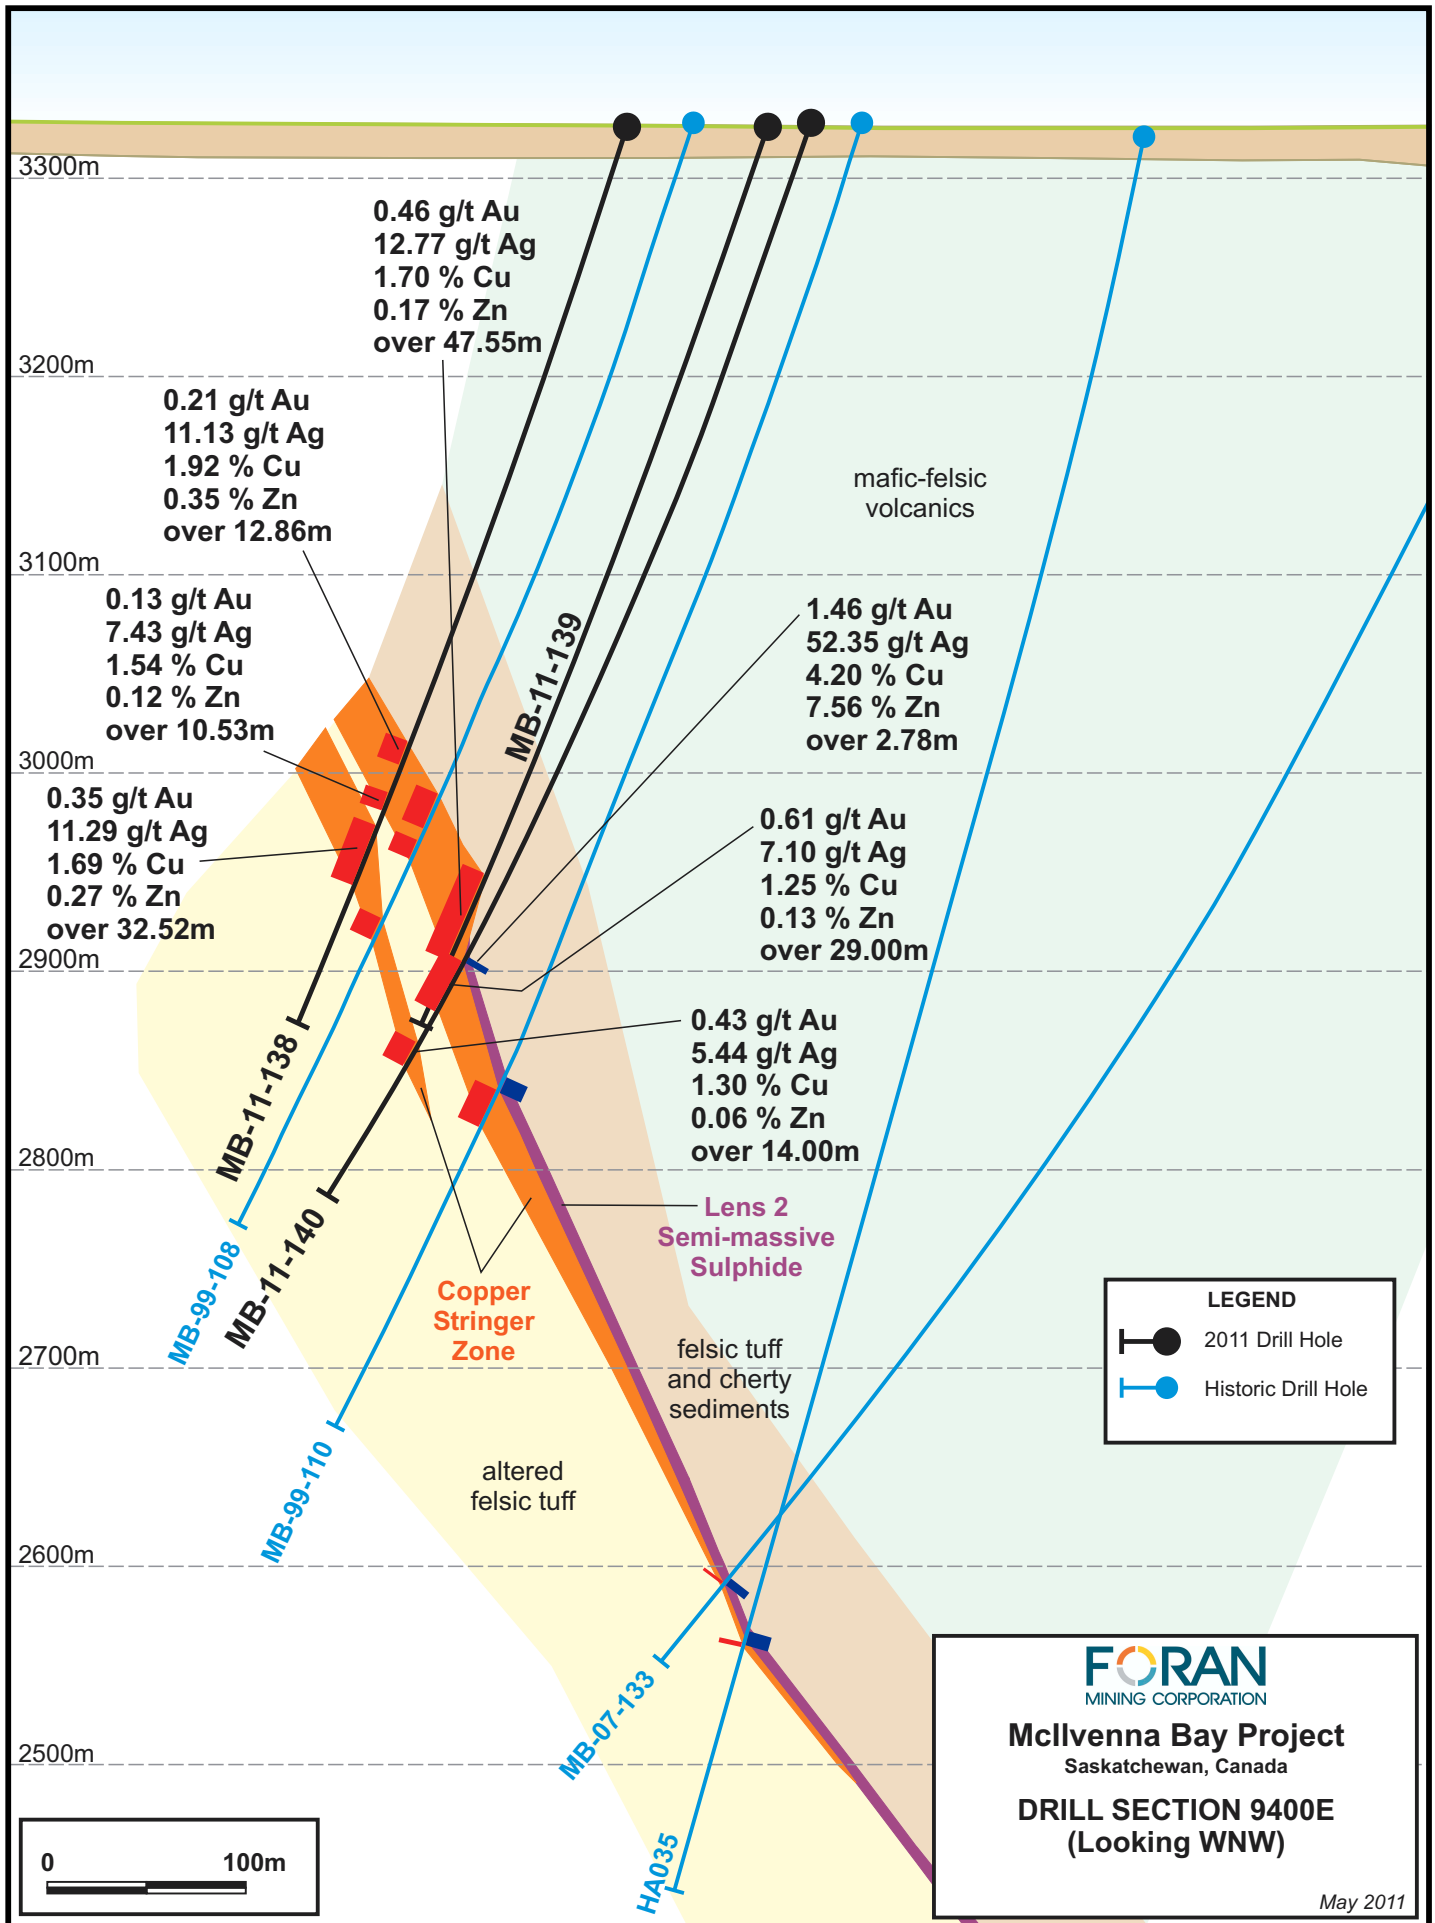 3300m
0.46 g/t Au
12.77 g/t Ag
1.70 % Cu
0.17 % Zn
over 47.55m
3200m
0.21 g/t Au
11.13 g/t Ag
1.92 % Cu
0.35 % Zn
over 12.86m
mafic-felsic
volcanics
3100m
0.13 g/t Au
7.43 g/t Ag
1.54 % Cu
0.12 % Zn
over 10.53m
MB-11-139
1.46 g/t Au
52.35 g/t Ag
4.20 % Cu
7.56 % Zn
over 2.78m
3000m
0.35 g/t Au
11.29 g/t Ag
1.69 % Cu
0.27 % Zn
over 32.52m
0.61 g/t Au
7.10 g/t Ag
1.25 % Cu
0.13 % Zn
over 29.00m
2900m
0.43 g/t Au
5.44 g/t Ag
1.30 % Cu
0.06 % Zn
over 14.00m
MB-11-138
2800m
Lens 2
Semi-massive
Sulphide
MB-99-108
MB-11-140
Copper
Stringer
Zone
LEGEND
2011 Drill Hole
Historic Drill Hole
2700m
felsic tuff
and cherty
sediments
MB-99-110
altered
felsic tuff
2600m
MB-07-133
2500m
HA035
0 100m
FORAN
MINING CORPORATION
McIlvenna Bay Project
Saskatchewan, Canada
DRILL SECTION 9400E
(Looking WNW)
May 2011